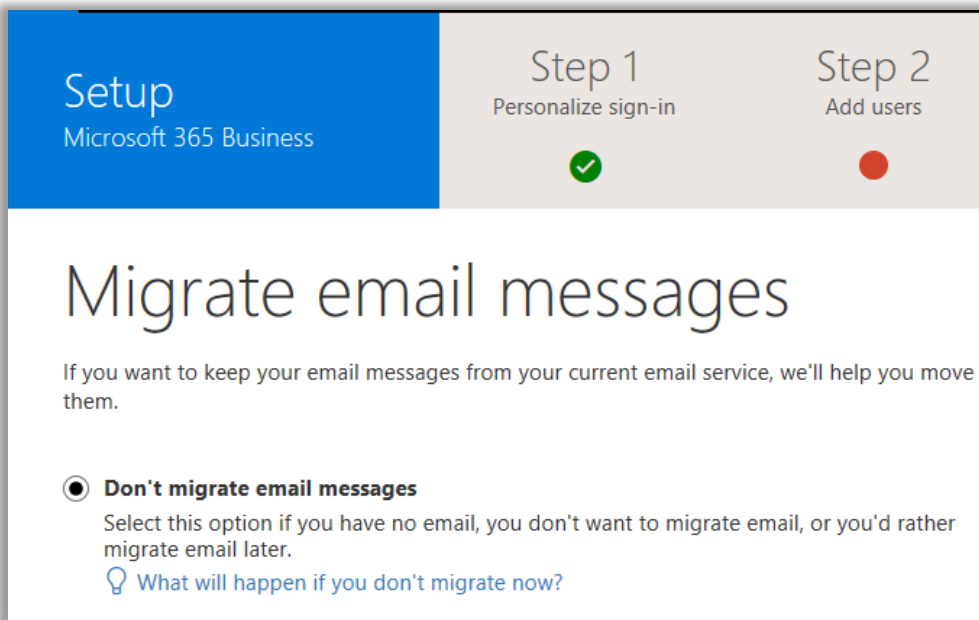 Setup
Microsoft 365 Business
Step 1
Personalize sign-in
Step 2
Add users
Migrate email messages
If you want to keep your email messages from your current email service, we'll help you move
them.
Don't migrate email messages
Select this option if you have no email, you don't want to migrate email, or you'd rather
migrate email later.
What will happen if you don't migrate now?